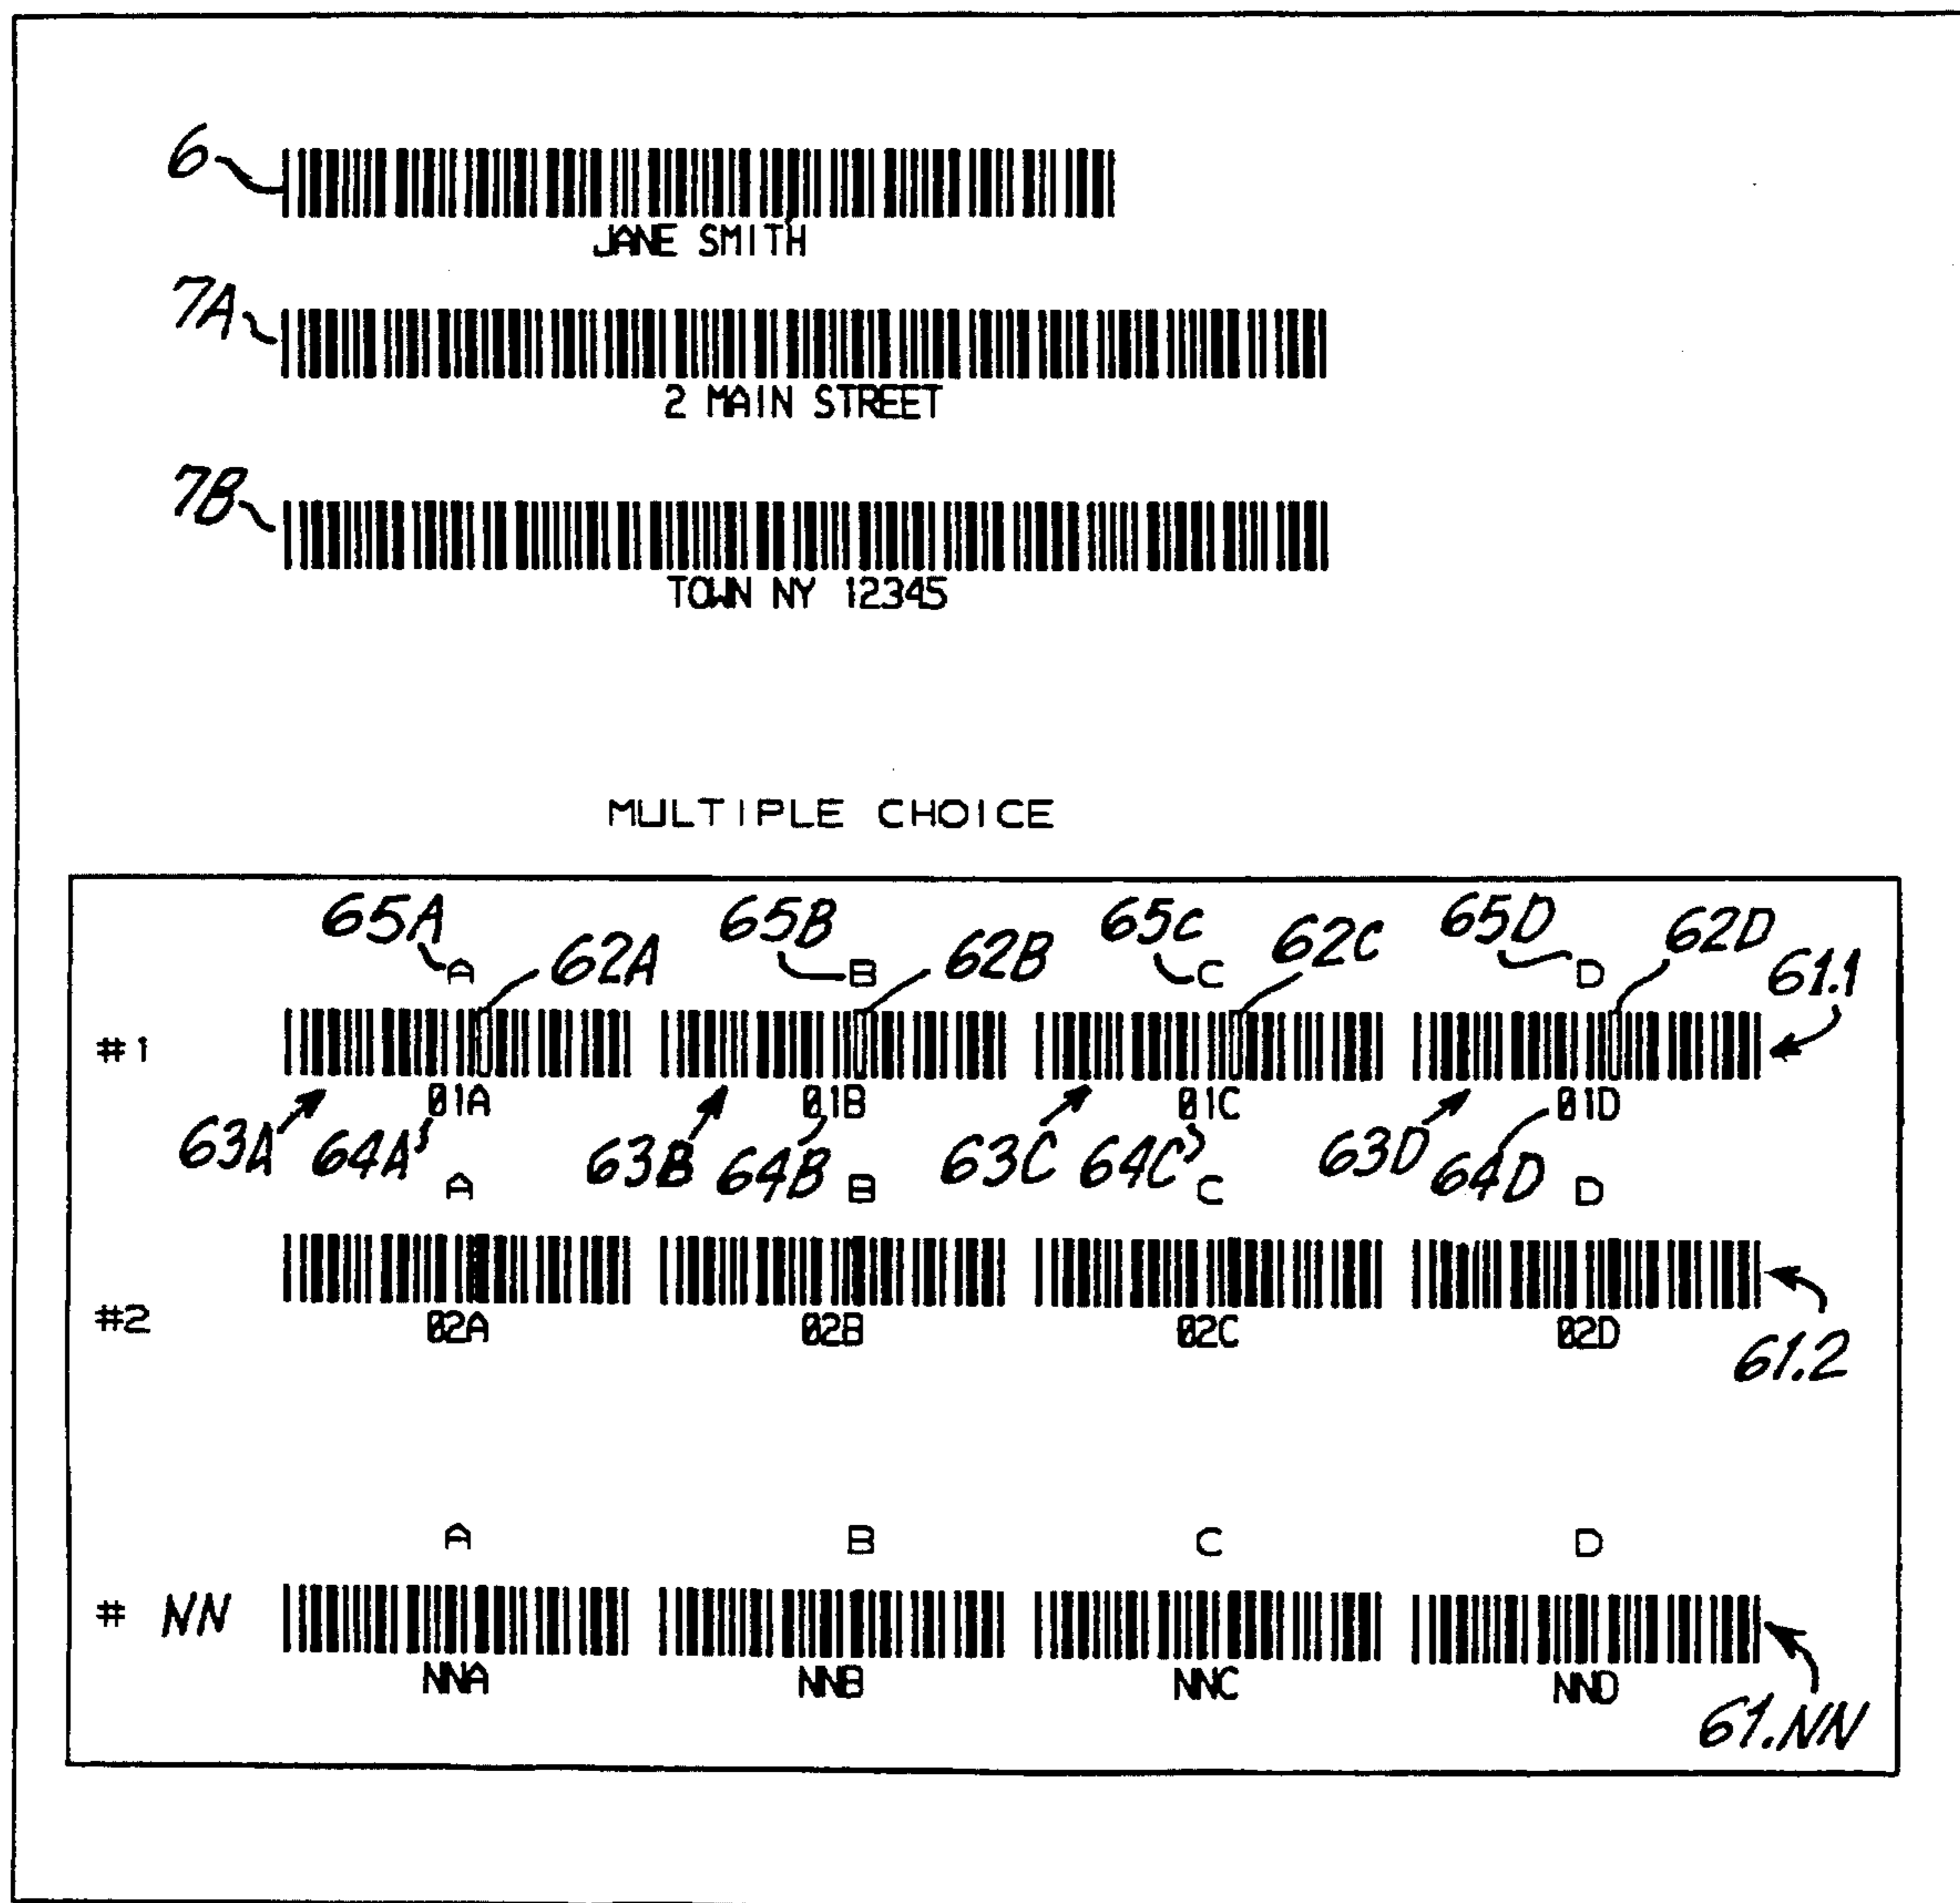 6
JANE SMITH
7A
2 MAIN STREET
7B
TOWN NY 12345
MULTIPLE CHOICE
65A 65B 65C 65D
A 62A B 62B C 62C D 62D 61.1
#1
01A 01B 01C 01D
63A 64A 63B 64B 63C 64C 63D 64D
A B C D
#2
02A 02B 02C 02D
61.2
A B C D
# NN
NNA NNB NNC NND
61.NN